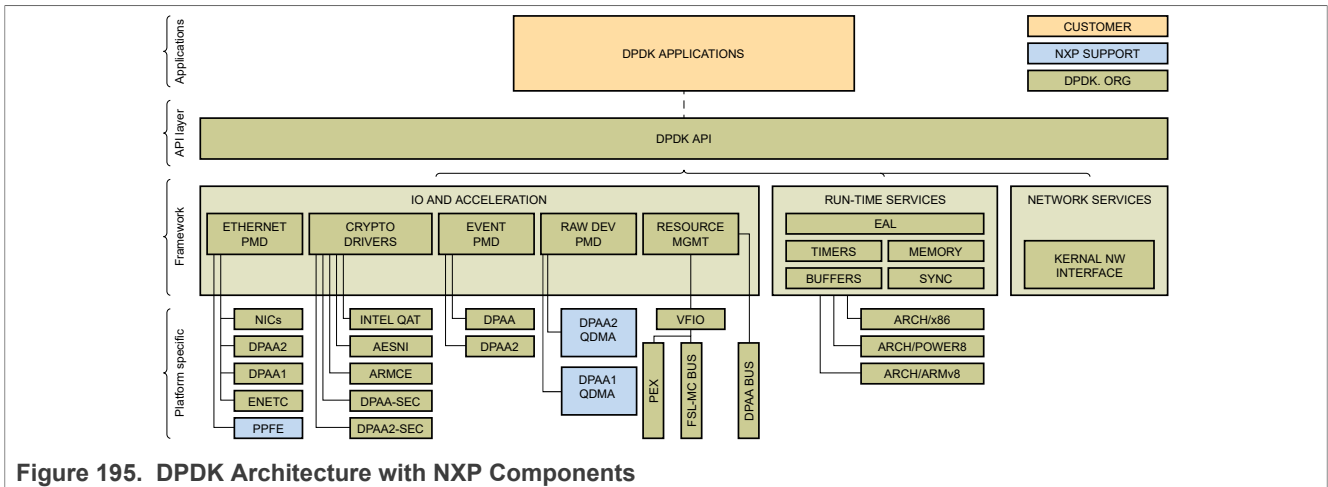 Applications
DPDK APPLICATIONS
CUSTOMER
NXP SUPPORT
DPDK. ORG
API layer
DPDK API
Framework
IO AND ACCELERATION
ETHERNET
PMD
CRYPTO
DRIVERS
EVENT
PMD
RAW DEV
PMD
RESOURCE
MGMT
RUN-TIME SERVICES
EAL
TIMERS
MEMORY
BUFFERS
SYNC
NETWORK SERVICES
KERNAL NW
INTERFACE
Platform specific
NICs
DPAA2
DPAA1
ENETC
PPFE
INTEL QAT
AESNI
ARMCE
DPAA-SEC
DPAA2-SEC
DPAA
DPAA2
DPAA2
QDMA
DPAA1
QDMA
VFIO
PEX
FSL-MC BUS
DPAA BUS
ARCH/x86
ARCH/POWER8
ARCH/ARMv8
Figure 195. DPDK Architecture with NXP Components